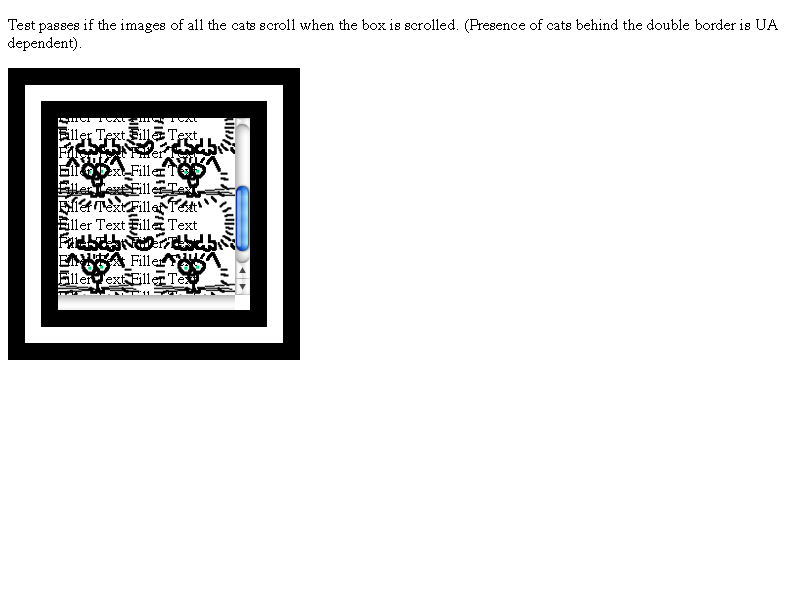 Test passes if the images of all the cats scroll when the box is scrolled. (Presence of cats behind the double border is UA
dependent).
Filler Text Filler Text
Filler Text Filler Text
Filler Text Filler Text
Filler Text Filler Text
Filler Text Filler Text
Filler Text Filler Text
Filler Text Filler Text
Filler Text Filler Text
Filler Text Filler Text
Filler Text Filler Text